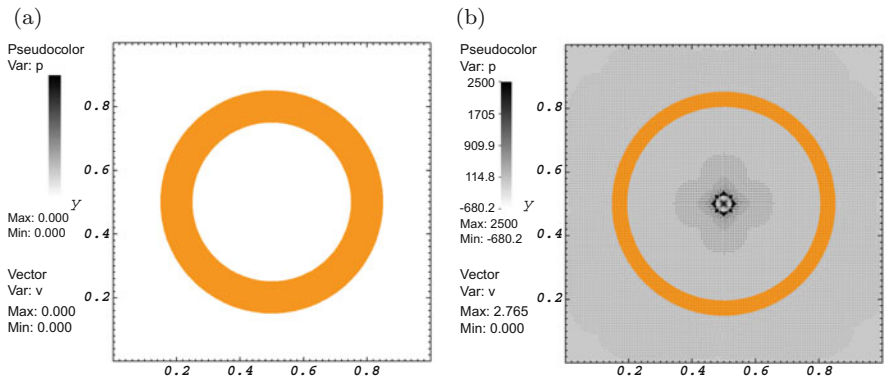 (a)
Pseudocolor
Var: p
Max: 0.000
Min: 0.000
Vector
Var: v
Max: 0.000
Min: 0.000
y
0.8
0.6
0.4
0.2
0.2 0.4 0.6 0.8
(b)
Pseudocolor
Var: p
2500
1705
909.9
114.8
-680.2
Max: 2500
Min: -680.2
Vector
Var: v
Max: 2.765
Min: 0.000
y
0.8
0.6
0.4
0.2
0.2 0.4 0.6 0.8